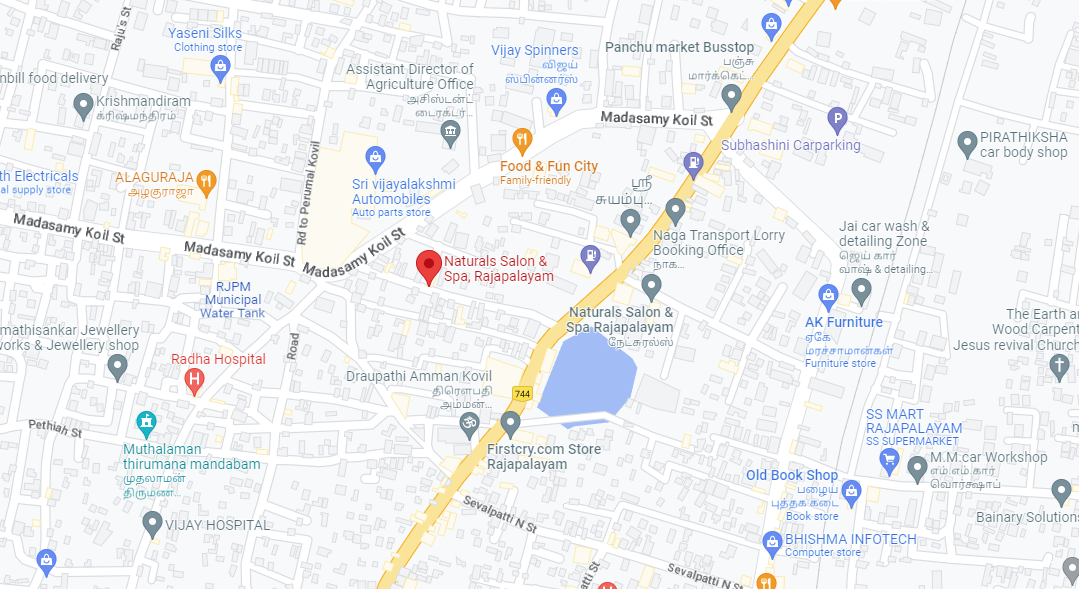 Raju's St
Yaseni Silks
Clothing store
Vijay Spinners
விஜய்
ஸ்பின்னர்ஸ்
Panchu market Busstop
பஞ்சு
மார்க்கெட்...
nbill food delivery
Assistant Director of
Agriculture Office
அசிஸ்டன்ட்
டைரக்டர்...
Krishmandiram
கரிஷ்மந்திரம்
Madasamy Koil St
P
Subhashini Carparking
PIRATHIKSHA
car body shop
Food & Fun City
Family-friendly
th Electricals
al supply store
ALAGURAJA
அழகுராஜா
Sri vijayalakshmi
Automobiles
Auto parts store
Rd to Perumal Kovil
ஸ்ரீ
சுயம்பு...
Madasamy Koil St
Madasamy Koil St
Madasamy Koil St
Naga Transport Lorry
Booking Office
நாக...
Jai car wash &
detailing Zone
ஜெய் கார்
வாஷ் & detailing...
Naturals Salon &
Spa, Rajapalayam
RJPM
Municipal
Water Tank
Naturals Salon &
Spa Rajapalayam
நேட்சுரல்ஸ்
AK Furniture
ஏகே
மரச்சாமான்கள்
Furniture store
The Earth a
Wood Carpent
Jesus revival Church
mathisankar Jewellery
works & Jewellery shop
Road
Radha Hospital
H
Draupathi Amman Kovil
திரௌபதி
அம்மன்...
744
Pethiah St
Muthalaman
thirumana mandabam
முதலாமன்
திருமண...
Firstcry.com Store
Rajapalayam
SS MART
RAJAPALAYAM
SS SUPERMARKET
M.M.car Workshop
எம்.எம்.கார்
வொர்க்ஷாப்
Old Book Shop
பழைய
புத்தக கடை
Book store
Bainary Solutions
VIJAY HOSPITAL
Sevalpatti N St
BHISHMA INFOTECH
Computer store
Sevalpatti N St
atti St